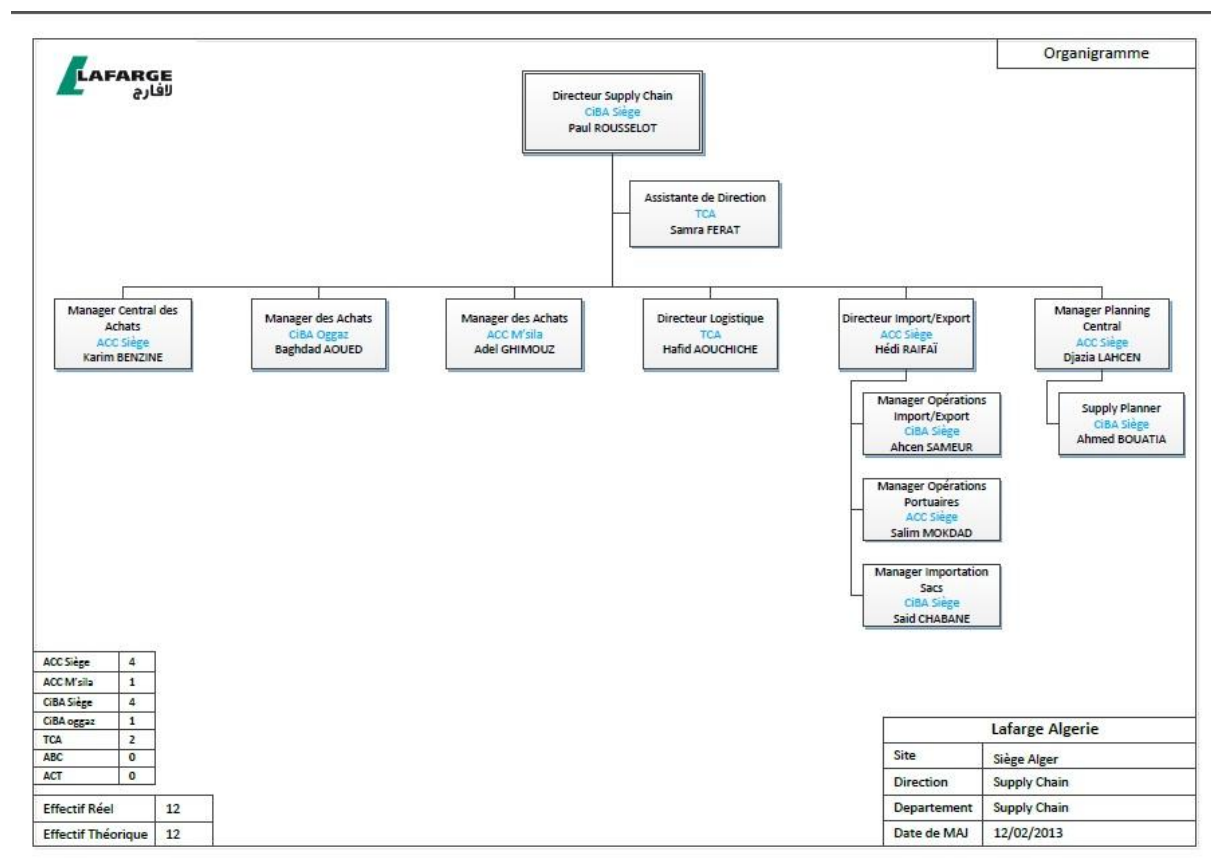 Organigramme
LAFARGE
لافارج
Directeur Supply Chain
CiBA Siège
Paul ROUSSELOT
Assistante de Direction
TCA
Samra FERAT
Manager Central des
Achats
ACC Siège
Karim BENZINE
Manager des Achats
CiBA Oggaz
Baghdad AOUED
Manager des Achats
ACC M'sila
Adel GHIMOUZ
Directeur Logistique
TCA
Hafid AOUCHICHE
Directeur Import/Export
ACC Siège
Hédi RAIFAÏ
Manager Planning
Central
ACC Siège
Djazia LAHCEN
Manager Opérations
Import/Export
CiBA Siège
Ahcen SAMEUR
Manager Opérations
Portuaires
ACC Siège
Salim MOKDAD
Manager Importation
Sacs
CiBA Siège
Said CHABANE
Supply Planner
CiBA Siège
Ahmed BOUATIA
ACC Siège 4
ACC M'sila 1
CiBA Siège 4
CiBA oggaz 1
TCA 2
ABC 0
ACT 0
Effectif Réel 12
Effectif Théorique 12
Lafarge Algerie
Site Siège Alger
Direction Supply Chain
Departement Supply Chain
Date de MAJ 12/02/2013